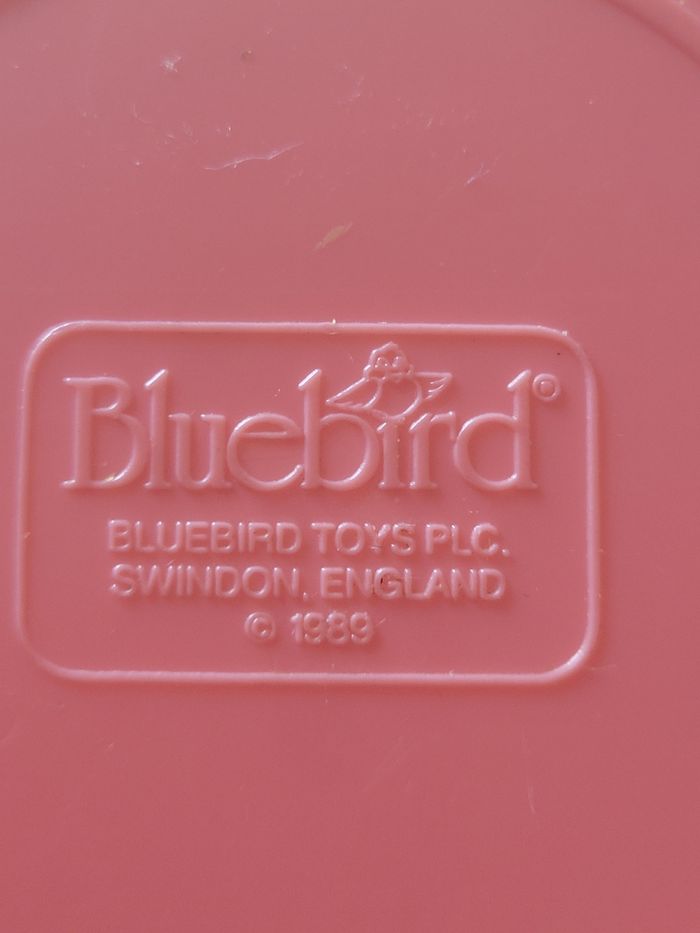 Bluebird®
BLUEBIRD TOYS PLC.
SWINDON, ENGLAND
© 1989